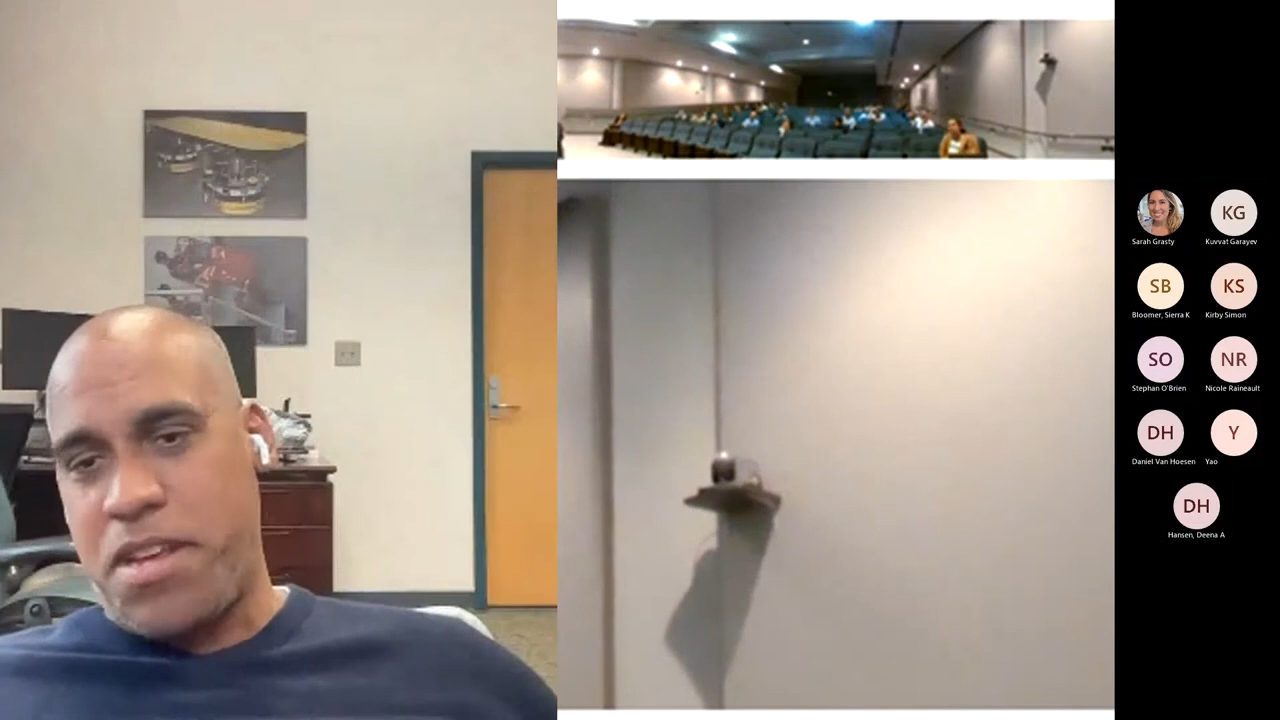 KG
Sarah Grasty
Kuvvat Garayev
SB
KS
Bloomer, Sierra K
Kirby Simon
SO
NR
Stephan O'Brien
Nicole Raineault
DH
Y
Daniel Van Hoesen
Yao
DH
Hansen, Deena A